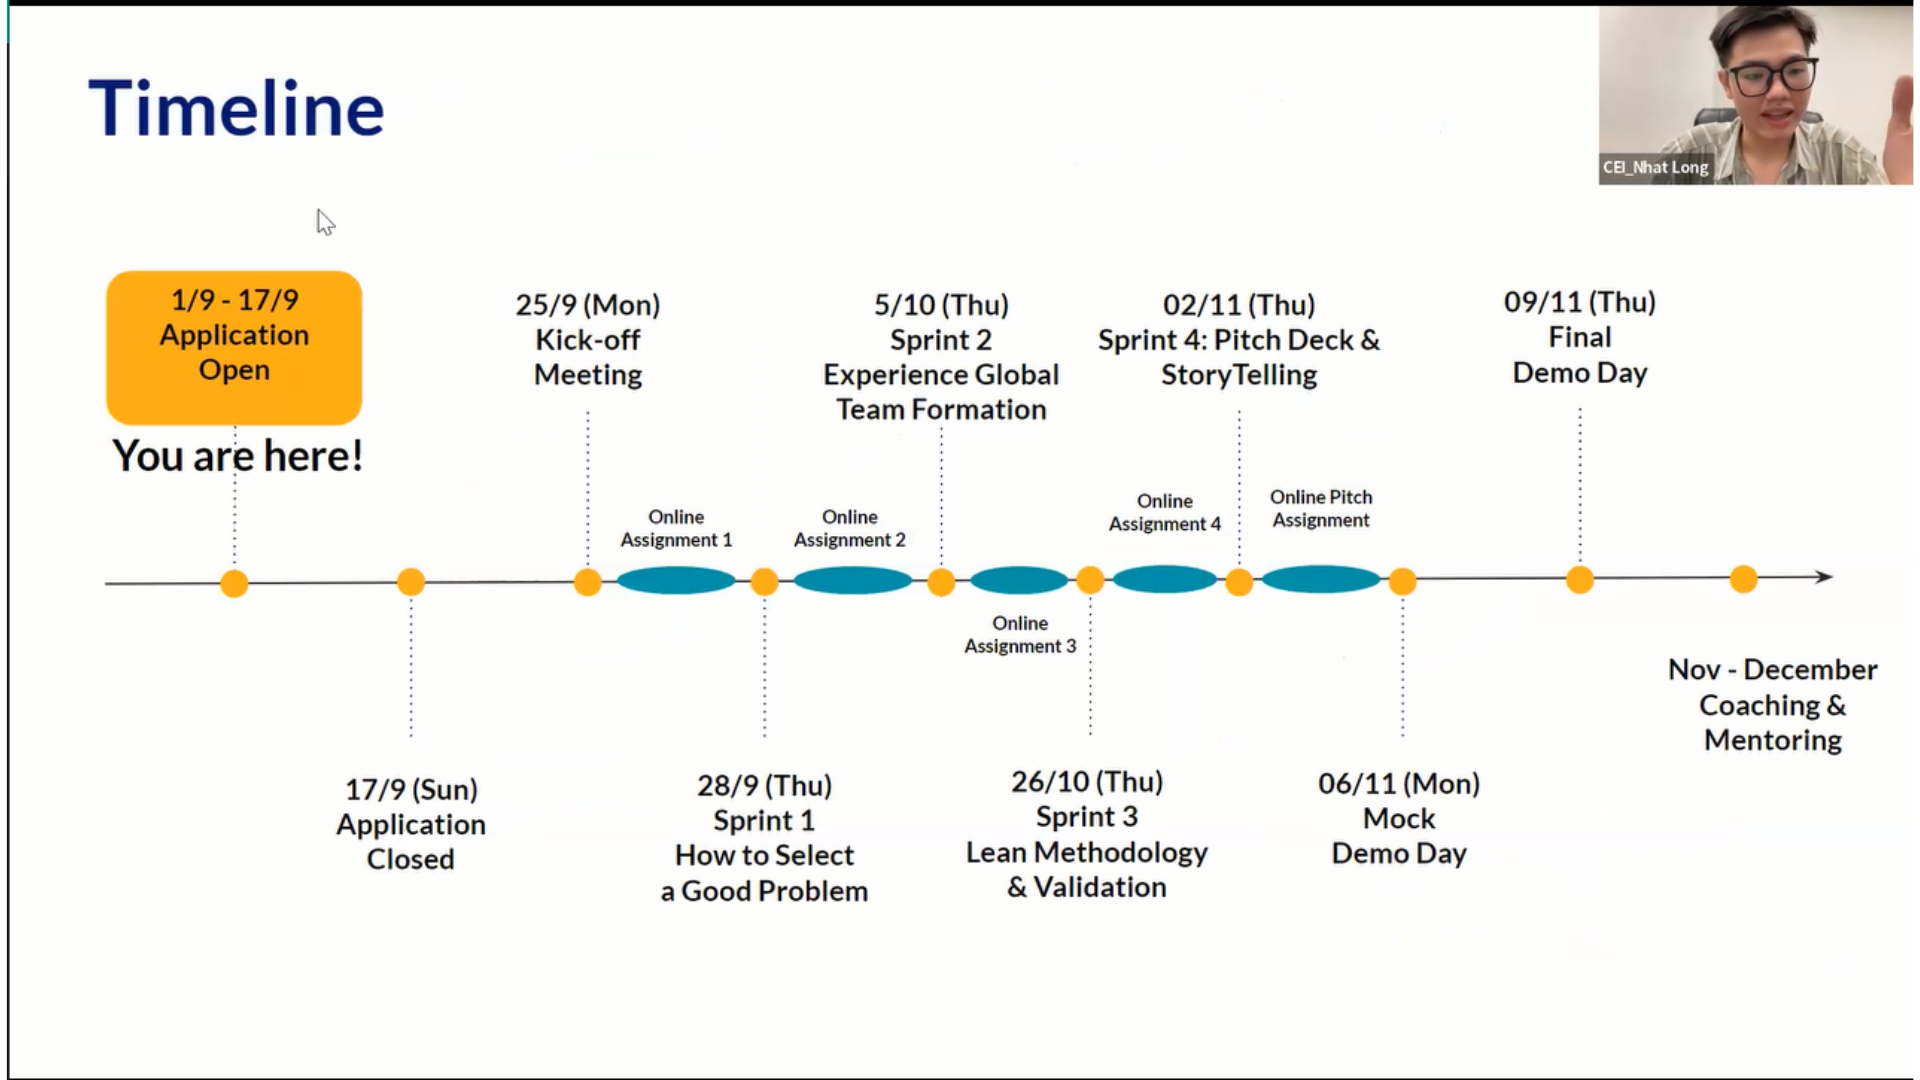 Timeline
CEI_Nhat Long
1/9 - 17/9
Application
Open
You are here!
25/9 (Mon)
Kick-off
Meeting
5/10 (Thu)
Sprint 2
Experience Global
Team Formation
02/11 (Thu)
Sprint 4: Pitch Deck &
StoryTelling
09/11 (Thu)
Final
Demo Day
Online
Assignment 1
Online
Assignment 2
Online
Assignment 4
Online Pitch
Assignment
Online
Assignment 3
17/9 (Sun)
Application
Closed
28/9 (Thu)
Sprint 1
How to Select
a Good Problem
26/10 (Thu)
Sprint 3
Lean Methodology
& Validation
06/11 (Mon)
Mock
Demo Day
Nov - December
Coaching &
Mentoring